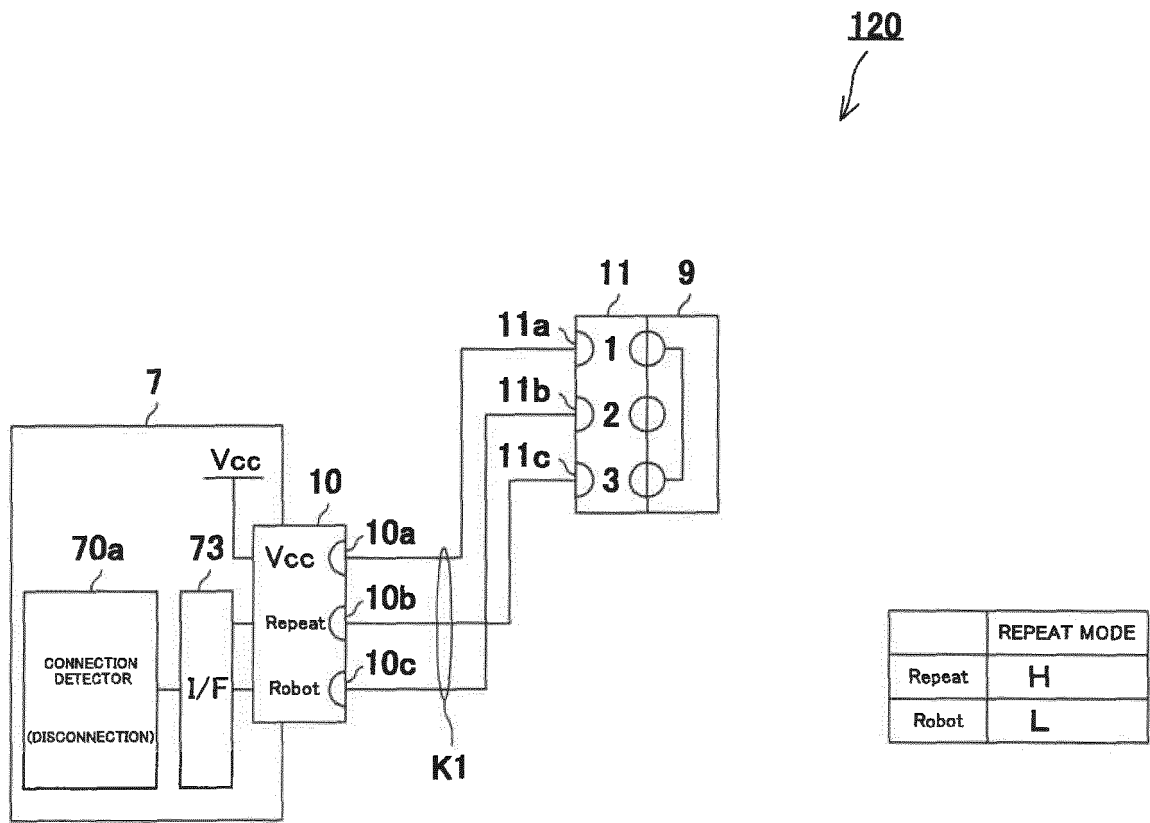 120
11 9
11a 1
11b 2
11c 3
7
Vcc
10
70a 73
Vcc 10a
Repeat 10b
Robot 10c
CONNECTION
DETECTOR
(DISCONNECTION)
I/F
K1
REPEAT MODE
Repeat H
Robot L